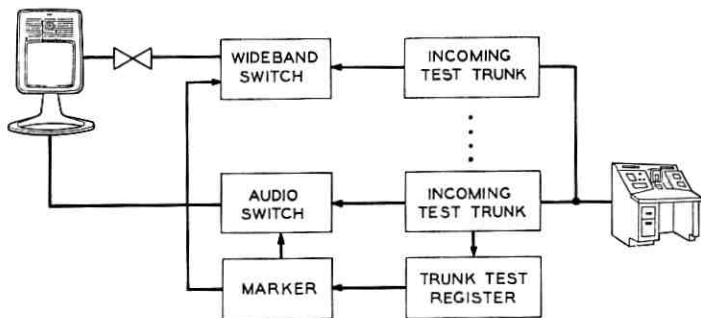 WIDEBAND
SWITCH
INCOMING
TEST TRUNK
AUDIO
SWITCH
INCOMING
TEST TRUNK
MARKER
TRUNK TEST
REGISTER